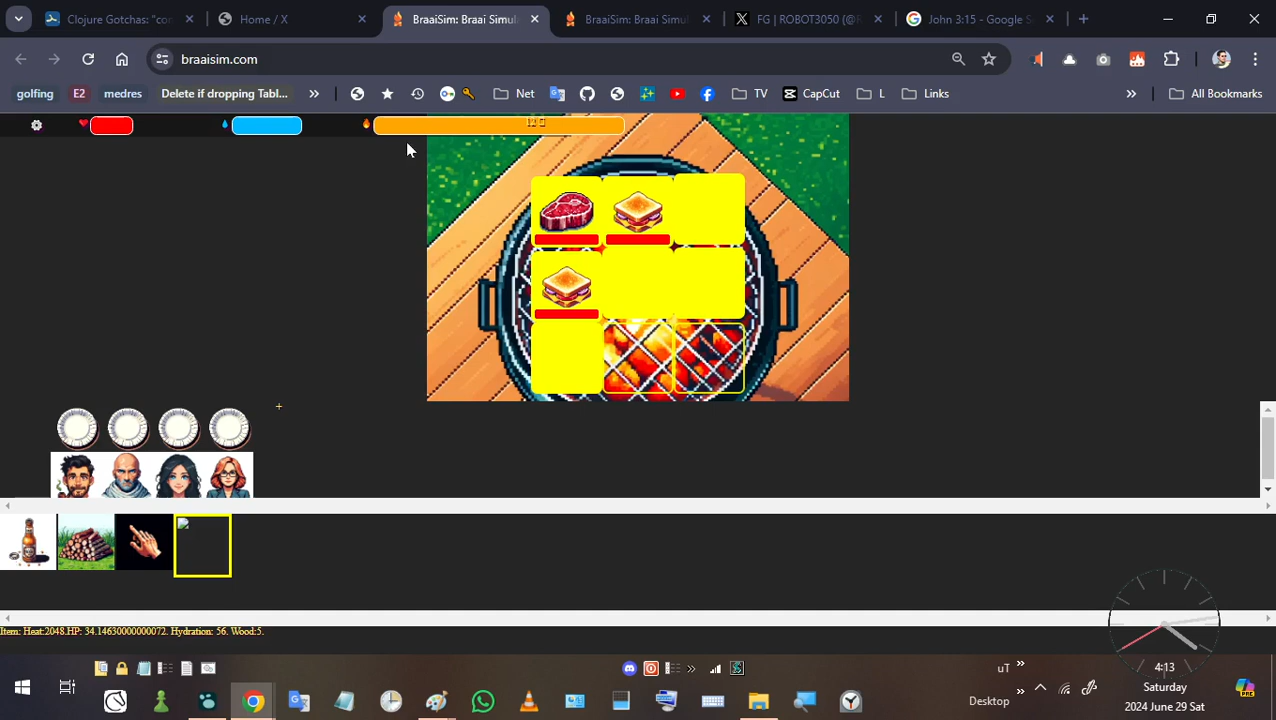 Clojure Gotchas: "con
Home / X
BraaiSim: Braai Simul
BraaiSim: Braai Simul
FG | ROBOT3050 (@R
John 3:15 - Google S
braaisim.com
golfing
E2
medres
Delete if dropping Tabl...
Net
TV
CapCut
L
Links
All Bookmarks
Item: Heat:2048.HP: 34.14630000000072. Hydration: 56. Wood:5.
uT
4:13
Desktop
Saturday
2024 June 29 Sat